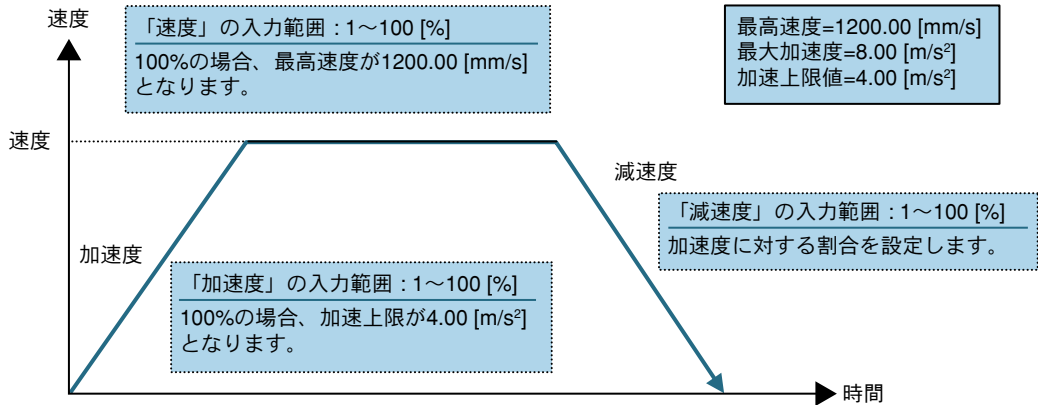 速度
「速度」の入力範囲：1～100 [%]
100%の場合、最高速度が1200.00 [mm/s]
となります。
最高速度=1200.00 [mm/s]
最大加速度=8.00 [m/s²]
加速上限値=4.00 [m/s²]
速度
減速度
「減速度」の入力範囲：1～100 [%]
加速度に対する割合を設定します。
加速度
「加速度」の入力範囲：1～100 [%]
100%の場合、加速上限が4.00 [m/s²]
となります。
時間